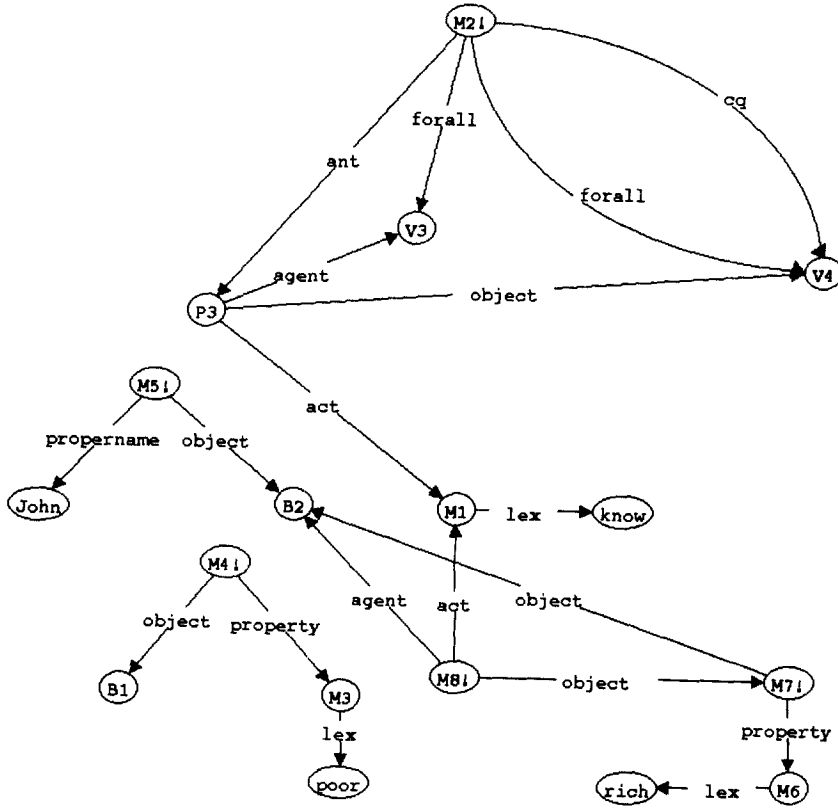 M2!
cq
forall
ant
forall
V3
agent
V4
object
P3
M5!
act
propername object
John
B2
M1
lex
know
M4!
agent
act
object
object
property
B1
M3
M8!
object
M7!
lex
property
poor
rich
lex
M6